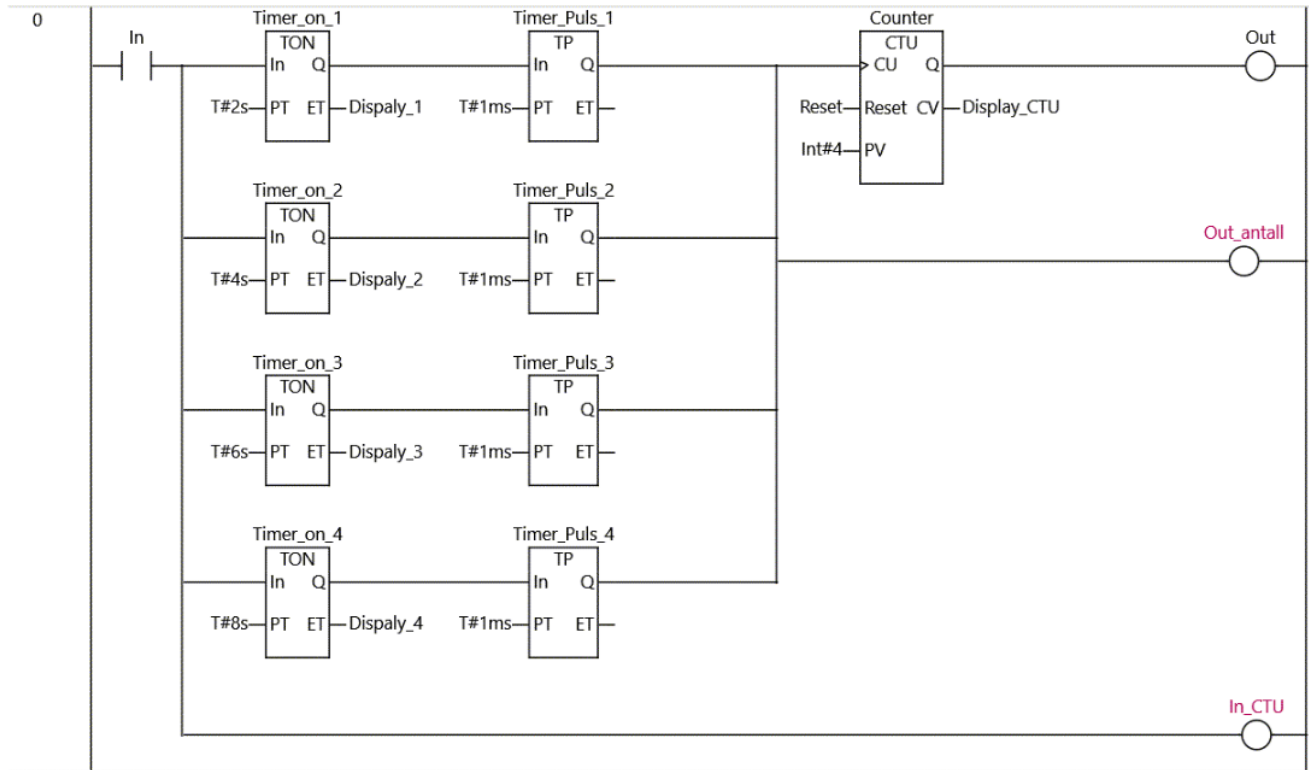 0
In
Timer_on_1
TON
In Q
T#2s PT ET Dispaly_1
Timer_Puls_1
TP
In Q
T#1ms PT ET
Counter
CTU
CU Q
Reset Reset CV Display_CTU
Int#4 PV
Out
Timer_on_2
TON
In Q
T#4s PT ET Dispaly_2
Timer_Puls_2
TP
In Q
T#1ms PT ET
Out_antall
Timer_on_3
TON
In Q
T#6s PT ET Dispaly_3
Timer_Puls_3
TP
In Q
T#1ms PT ET
Timer_on_4
TON
In Q
T#8s PT ET Dispaly_4
Timer_Puls_4
TP
In Q
T#1ms PT ET
In_CTU